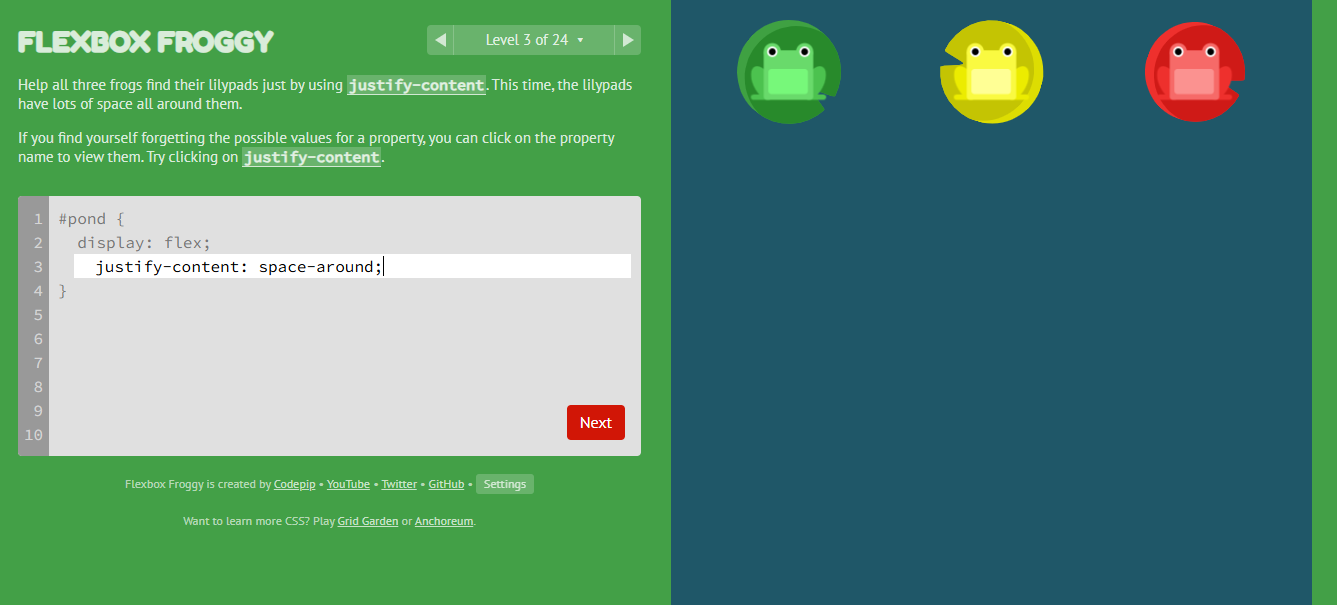 FLEXBOX FROGGY
Level 3 of 24
Help all three frogs find their lilypads just by using justify-content. This time, the lilypads
have lots of space all around them.
If you find yourself forgetting the possible values for a property, you can click on the property
name to view them. Try clicking on justify-content.
1 #pond {
2 display: flex;
3 justify-content: space-around;
4 }
5
6
7
8
9
10
Next
Flexbox Froggy is created by Codepip • YouTube • Twitter • GitHub • Settings
Want to learn more CSS? Play Grid Garden or Anchoreum.